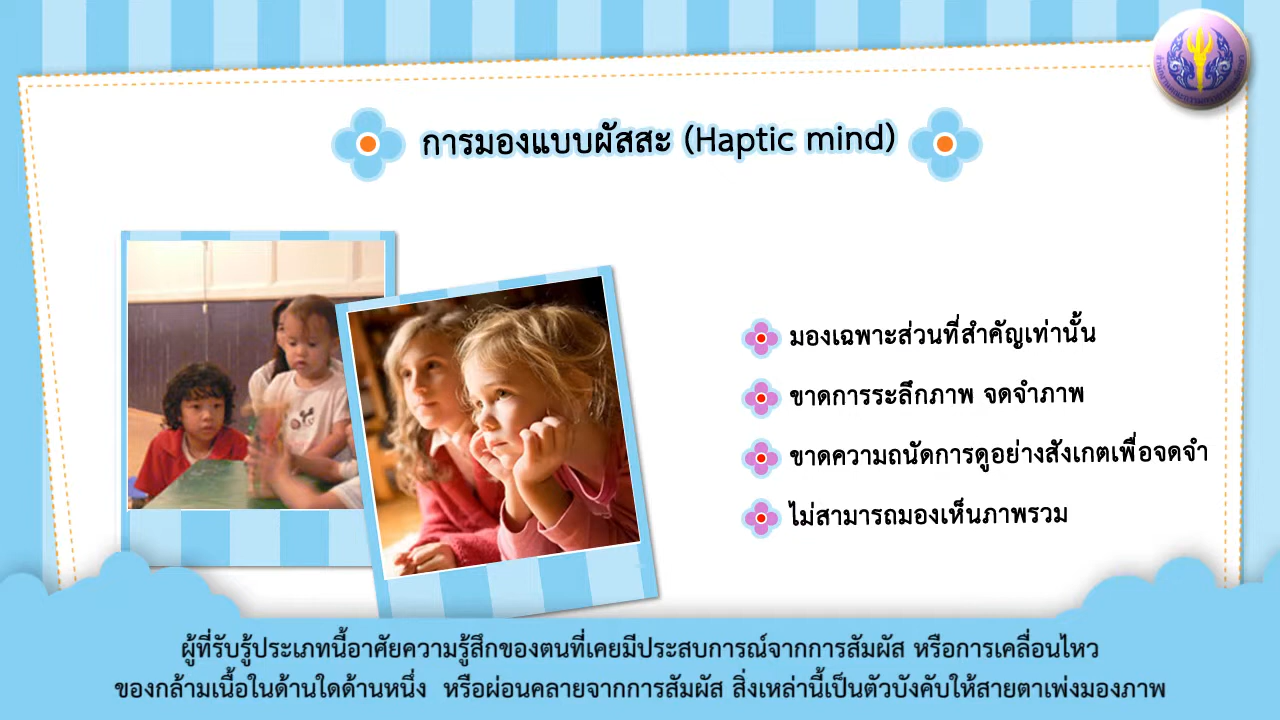 การมองแบบผัสสะ (Haptic mind)
มองเฉพาะส่วนที่สำคัญเท่านั้น
ขาดการระลึกภาพ จดจำภาพ
ขาดความถนัดการดูอย่างสังเกตเพื่อจดจำ
ไม่สามารถมองเห็นภาพรวม
ผู้ที่รับรู้ประเภทนี้อาศัยความรู้สึกของตนที่เคยมีประสบการณ์จากการสัมผัส หรือการเคลื่อนไหว
ของกล้ามเนื้อในด้านใดด้านหนึ่ง หรือผ่อนคลายจากการสัมผัส สิ่งเหล่านี้เป็นตัวบังคับให้สายตาเพ่งมองภาพ